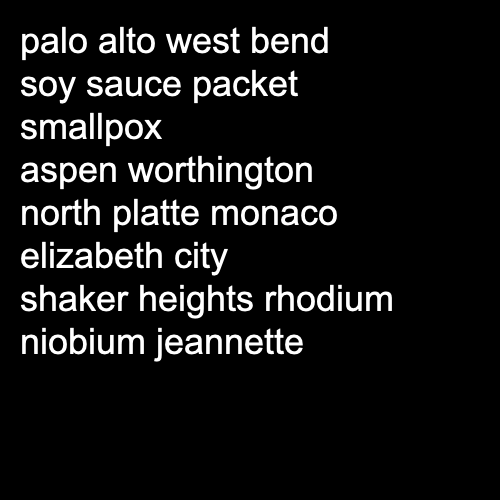 palo alto west bend
soy sauce packet
smallpox
aspen worthington
north platte monaco
elizabeth city
shaker heights rhodium
niobium jeannette